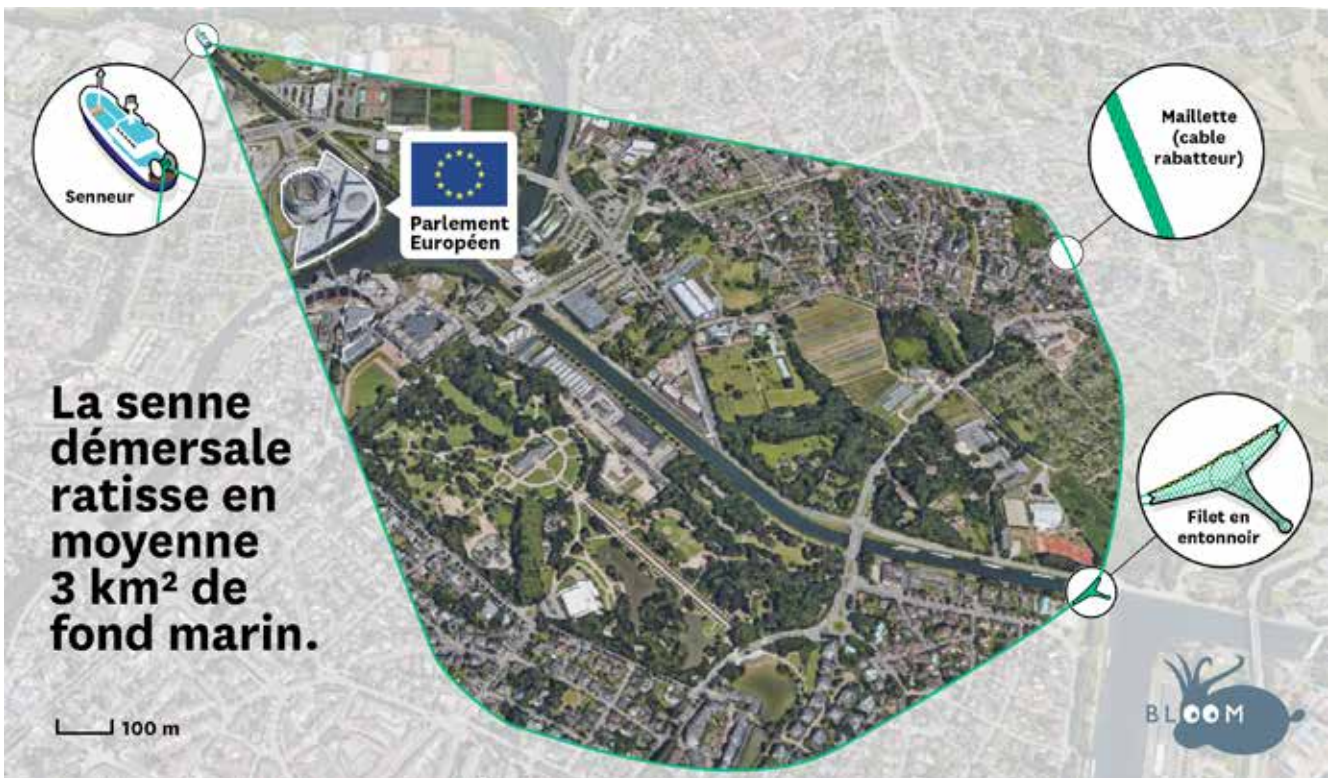 Senneur
Parlement
Européen
Maillette
(cable
rabatteur)
La senne
démersale
ratisse en
moyenne
3 km² de
fond marin.
Filet en
entonnoir
100 m
BLOOM